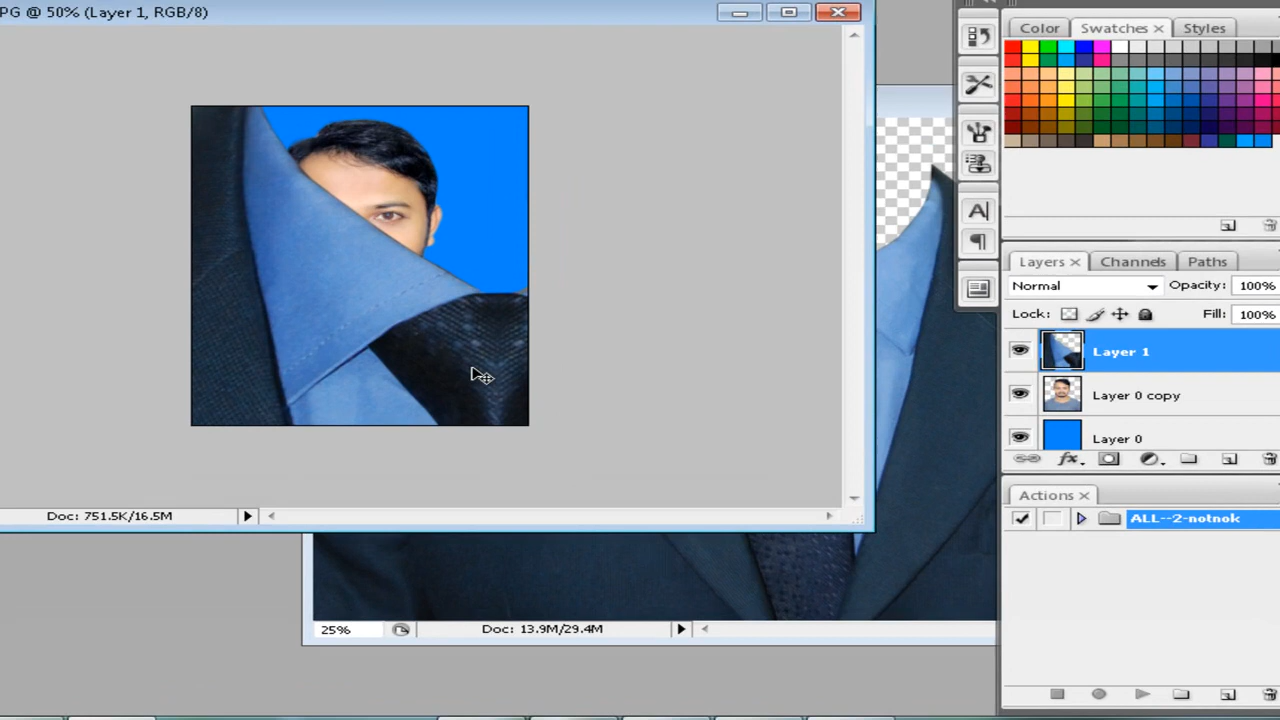 PG @ 50% (Layer 1, RGB/8)
Color
Swatches
Styles
Layers
Channels
Paths
Normal
Opacity: 100%
Lock:
Fill: 100%
Layer 1
Layer 0 copy
Layer 0
fx
Actions
ALL--2-notnok
Doc: 751.5K/16.5M
25%
Doc: 13.9M/29.4M